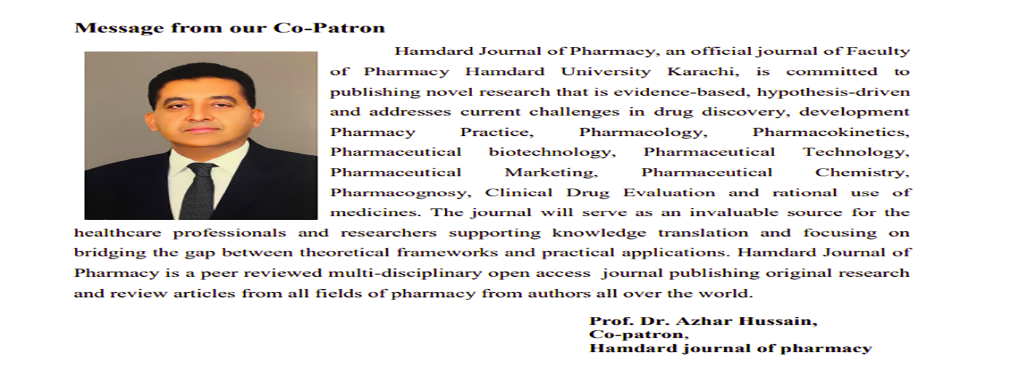 Message from our Co-Patron
Hamdard Journal of Pharmacy, an official journal of Faculty
of Pharmacy Hamdard University Karachi, is committed to
publishing novel research that is evidence-based, hypothesis-driven
and addresses current challenges in drug discovery, development
Pharmacy Practice, Pharmacology, Pharmacokinetics,
Pharmaceutical biotechnology, Pharmaceutical Technology,
Pharmaceutical Marketing, Pharmaceutical Chemistry,
Pharmacognosy, Clinical Drug Evaluation and rational use of
medicines. The journal will serve as an invaluable source for the
healthcare professionals and researchers supporting knowledge translation and focusing on
bridging the gap between theoretical frameworks and practical applications. Hamdard Journal of
Pharmacy is a peer reviewed multi-disciplinary open access journal publishing original research
and review articles from all fields of pharmacy from authors all over the world.
Prof. Dr. Azhar Hussain,
Co-patron,
Hamdard journal of pharmacy